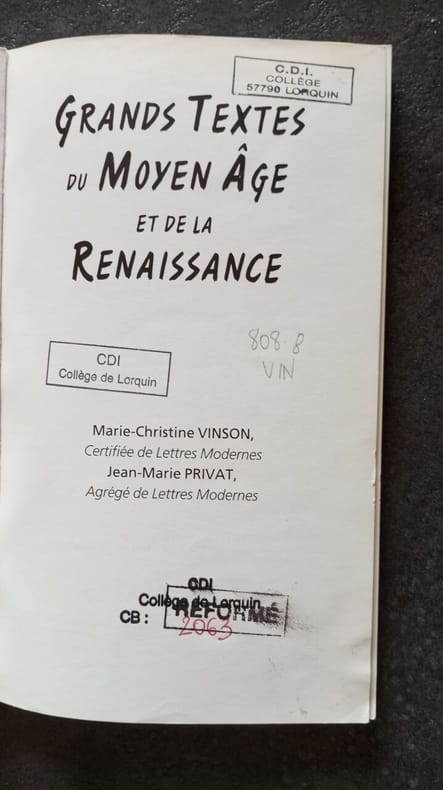 C.D.I.
COLLÈGE
57790 LORQUIN
GRANDS TEXTES
DU MOYEN ÂGE
ET DE LA
RENAISSANCE
808.8
VIN
CDI
Collège de Lorquin
Marie-Christine VINSON,
Certifiée de Lettres Modernes
Jean-Marie PRIVAT,
Agrégé de Lettres Modernes
CDI
Collège de Lorquin
RÉFORMÉ
CB : 2063